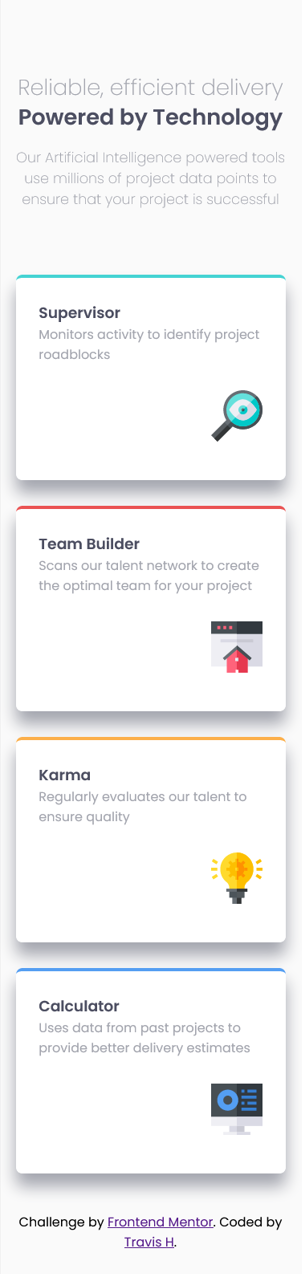 Reliable, efficient delivery
Powered by Technology
Our Artificial Intelligence powered tools
use millions of project data points to
ensure that your project is successful
Supervisor
Monitors activity to identify project
roadblocks
Team Builder
Scans our talent network to create
the optimal team for your project
Karma
Regularly evaluates our talent to
ensure quality
Calculator
Uses data from past projects to
provide better delivery estimates
Challenge by Frontend Mentor. Coded by
Travis H.